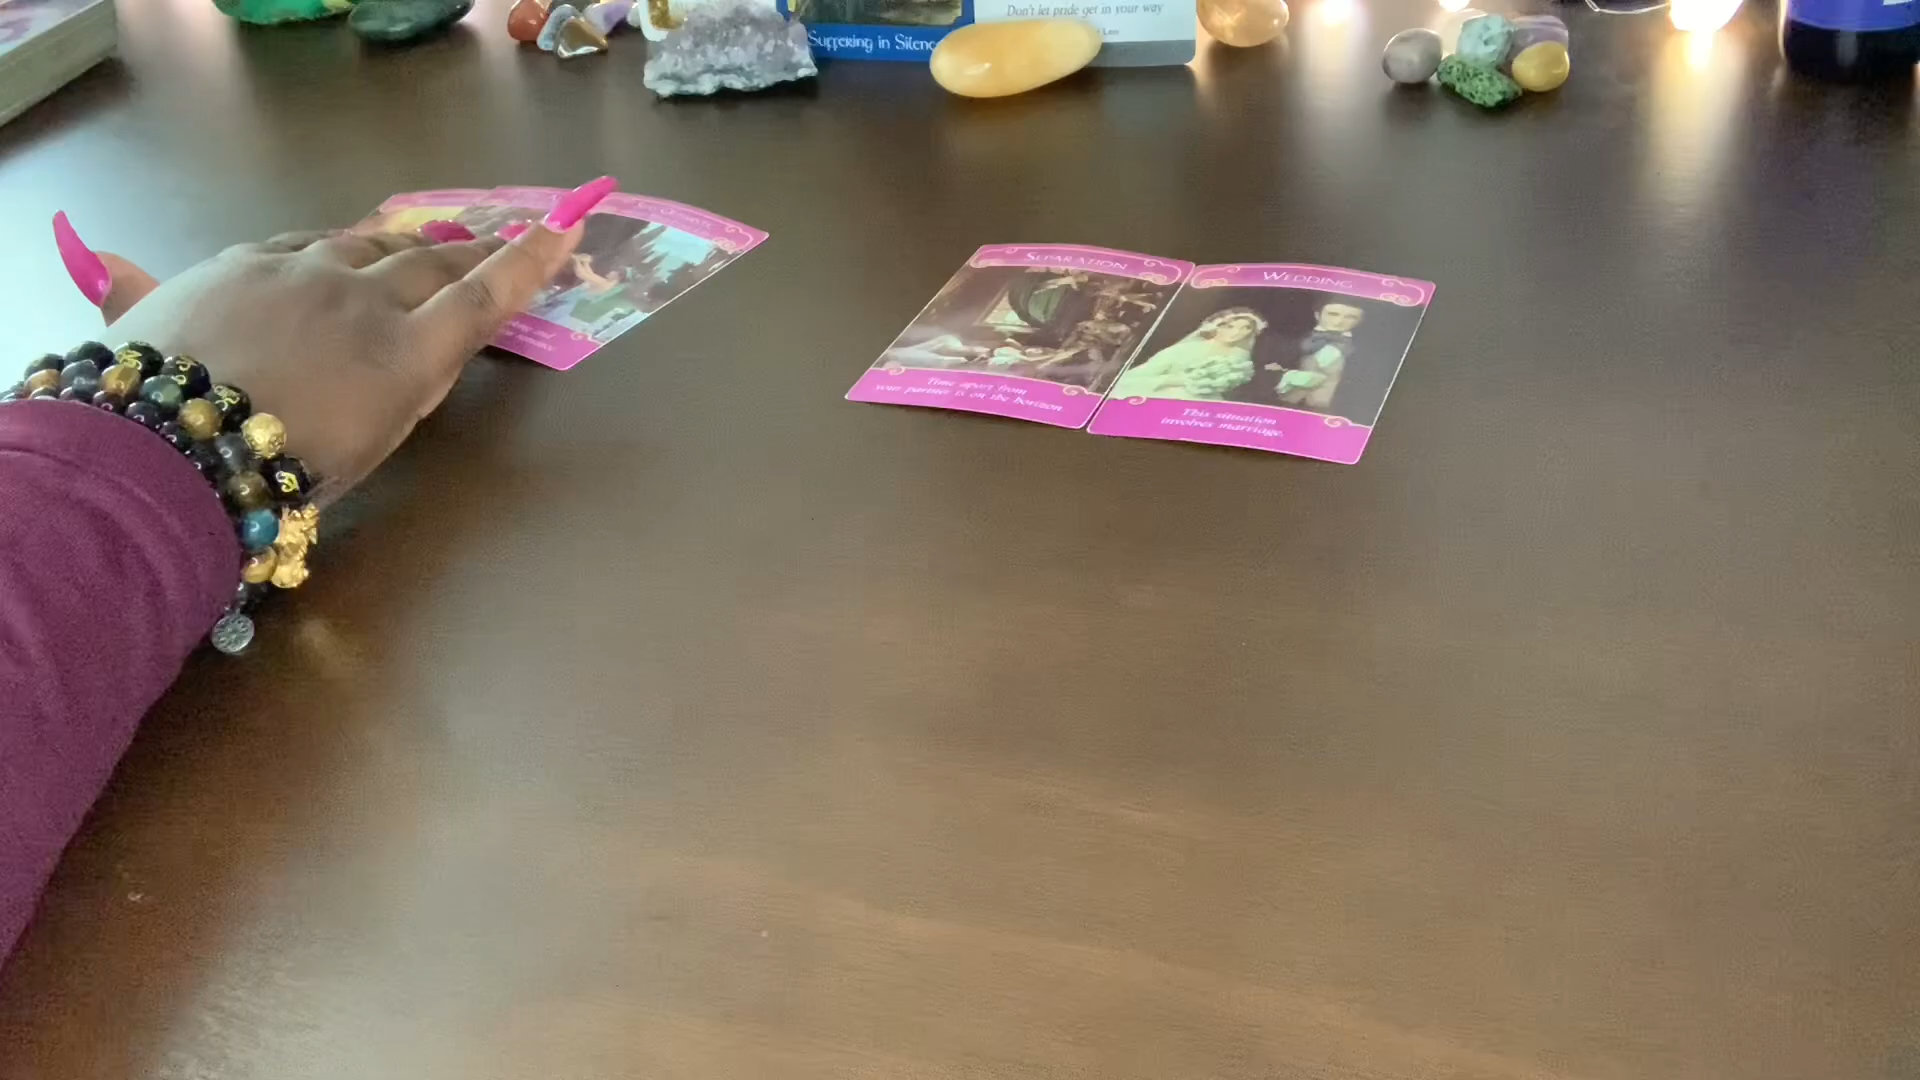 Suffering in Silence
Don't let pride get in your way
SEPARATION
Time apart from
your partner is on the horizon
WEDDING
This situation
involves marriage.